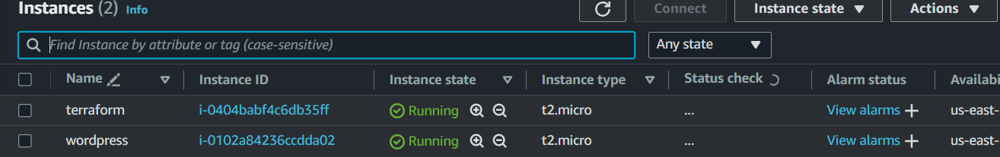 Instances (2) Info Connect Instance state Actions
Find Instance by attribute or tag (case-sensitive) Any state
Name Instance ID Instance state Instance type Status check Alarm status Availabi
terraform i-0404babf4c6db35ff Running t2.micro ... View alarms + us-east-
wordpress i-0102a84236ccdda02 Running t2.micro ... View alarms + us-east-